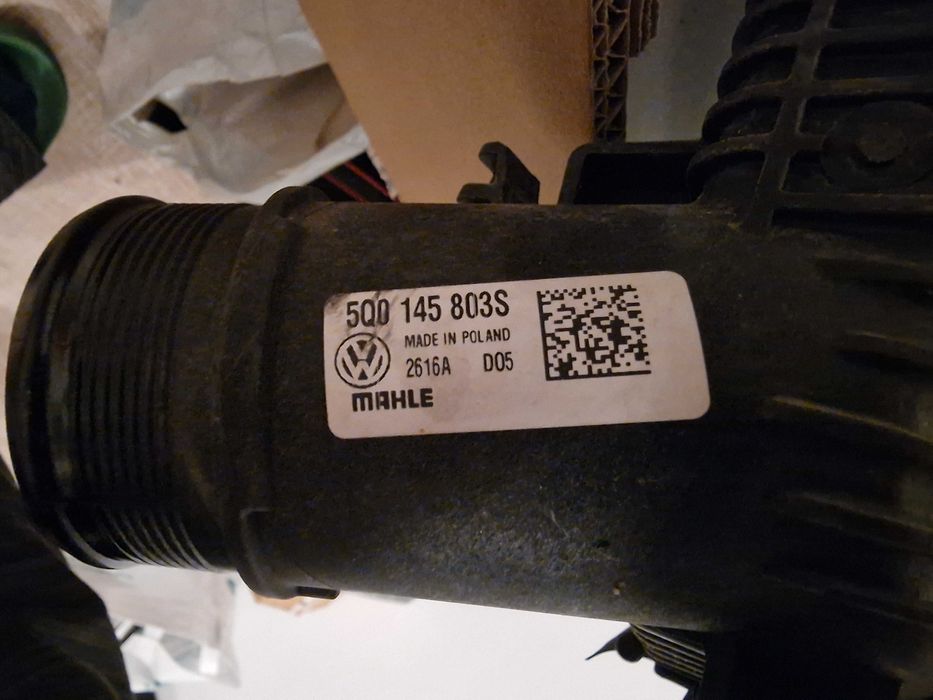 5Q0 145 803S
MADE IN POLAND
2616A D05
MAHLE